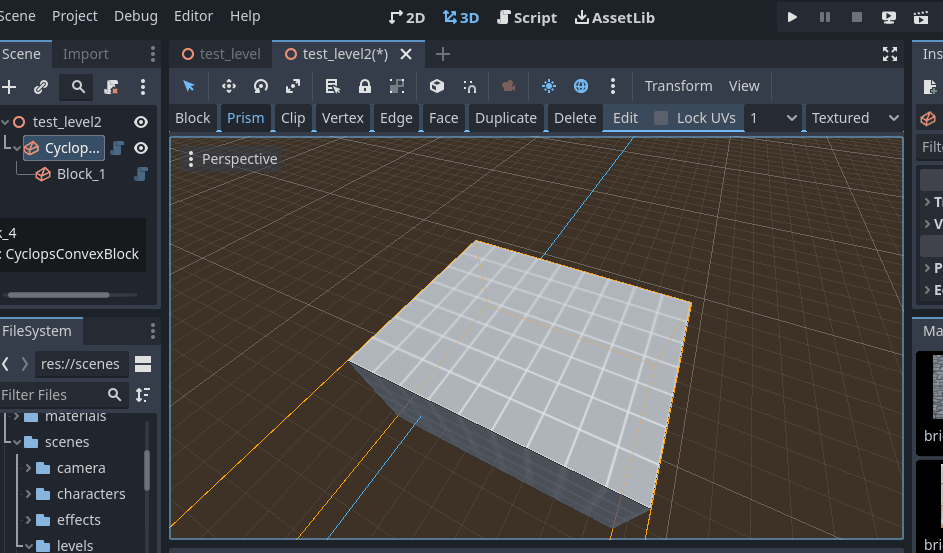 Scene Project Debug Editor Help
2D 3D Script AssetLib
Scene Import
test_level test_level2(*)
Transform View
Block Prism Clip Vertex Edge Face Duplicate Delete Edit Lock UVs 1 Textured
Perspective
test_level2
Cyclop...
Block_1
k_4
: CyclopsConvexBlock
FileSystem
res://scenes
Filter Files
materials
scenes
camera
characters
effects
levels
Ins
Filte
T
V
P
E
Ma
bri
bri